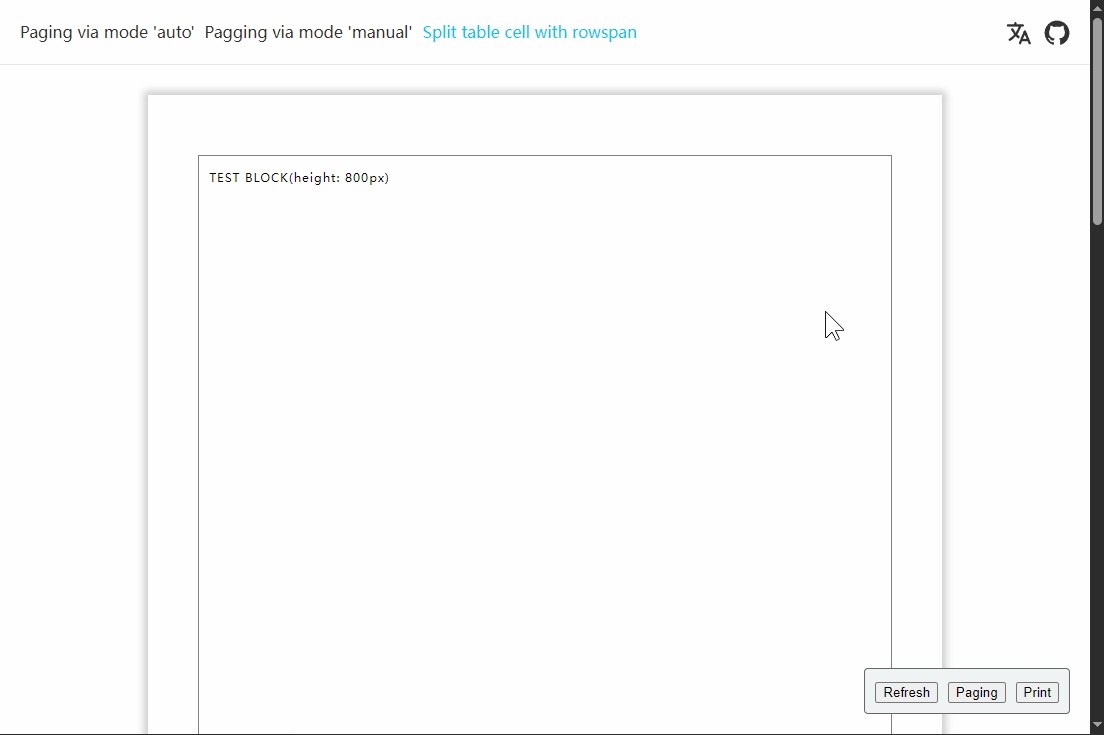 Paging via mode 'auto' Pagging via mode 'manual' Split table cell with rowspan
TEST BLOCK(height: 800px)
Refresh Paging Print